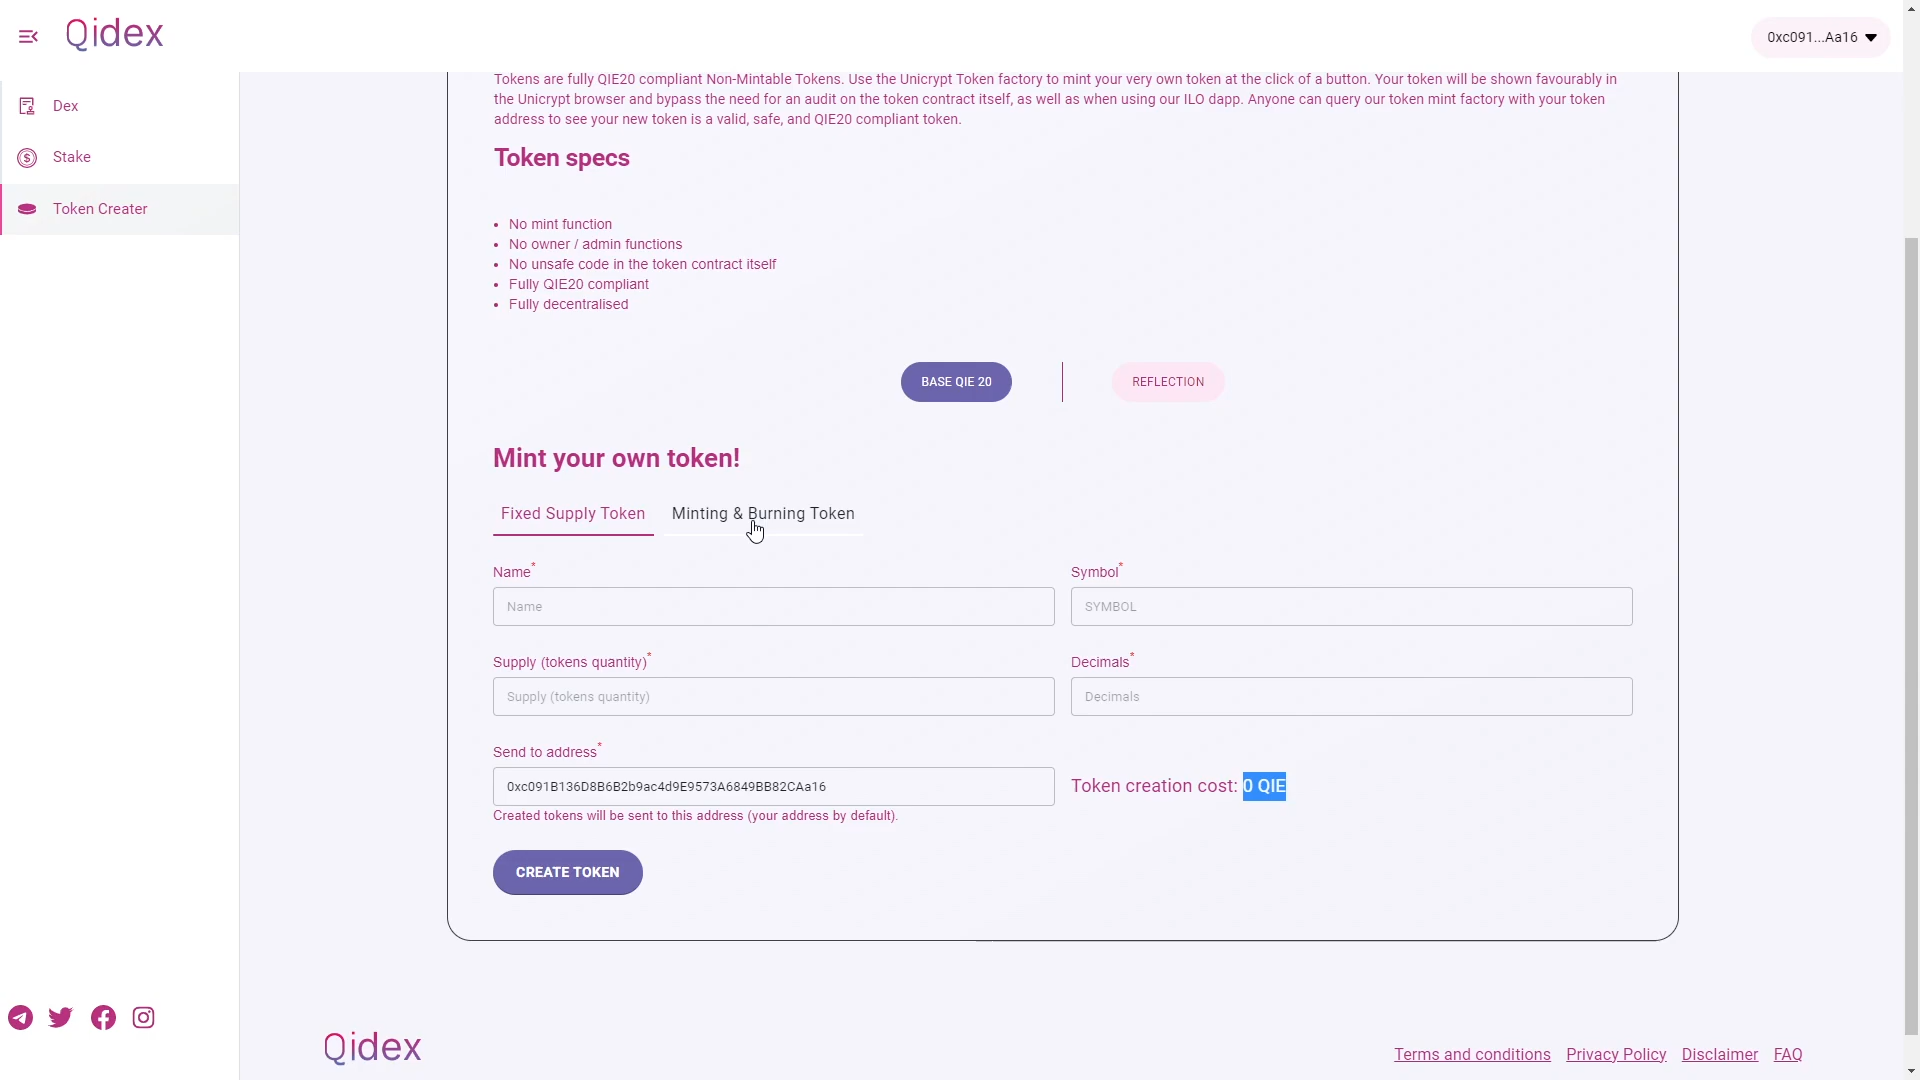 Qidex
0xc091...Aa16
Dex
Stake
Token Creater
Tokens are fully QIE20 compliant Non-Mintable Tokens. Use the Unicrypt Token factory to mint your very own token at the click of a button. Your token will be shown favourably in
the Unicrypt browser and bypass the need for an audit on the token contract itself, as well as when using our ILO dapp. Anyone can query our token mint factory with your token
address to see your new token is a valid, safe, and QIE20 compliant token.
Token specs
• No mint function
• No owner / admin functions
• No unsafe code in the token contract itself
• Fully QIE20 compliant
• Fully decentralised
BASE QIE 20
REFLECTION
Mint your own token!
Fixed Supply Token
Minting & Burning Token
Name*
Symbol*
Name
SYMBOL
Supply (tokens quantity)*
Decimals*
Supply (tokens quantity)
Decimals
Send to address*
0xc091B136D8B6B2b9ac4d9E9573A6849BB82CAa16
Token creation cost: 0 QIE
Created tokens will be sent to this address (your address by default).
CREATE TOKEN
Qidex
Terms and conditions
Privacy Policy
Disclaimer
FAQ